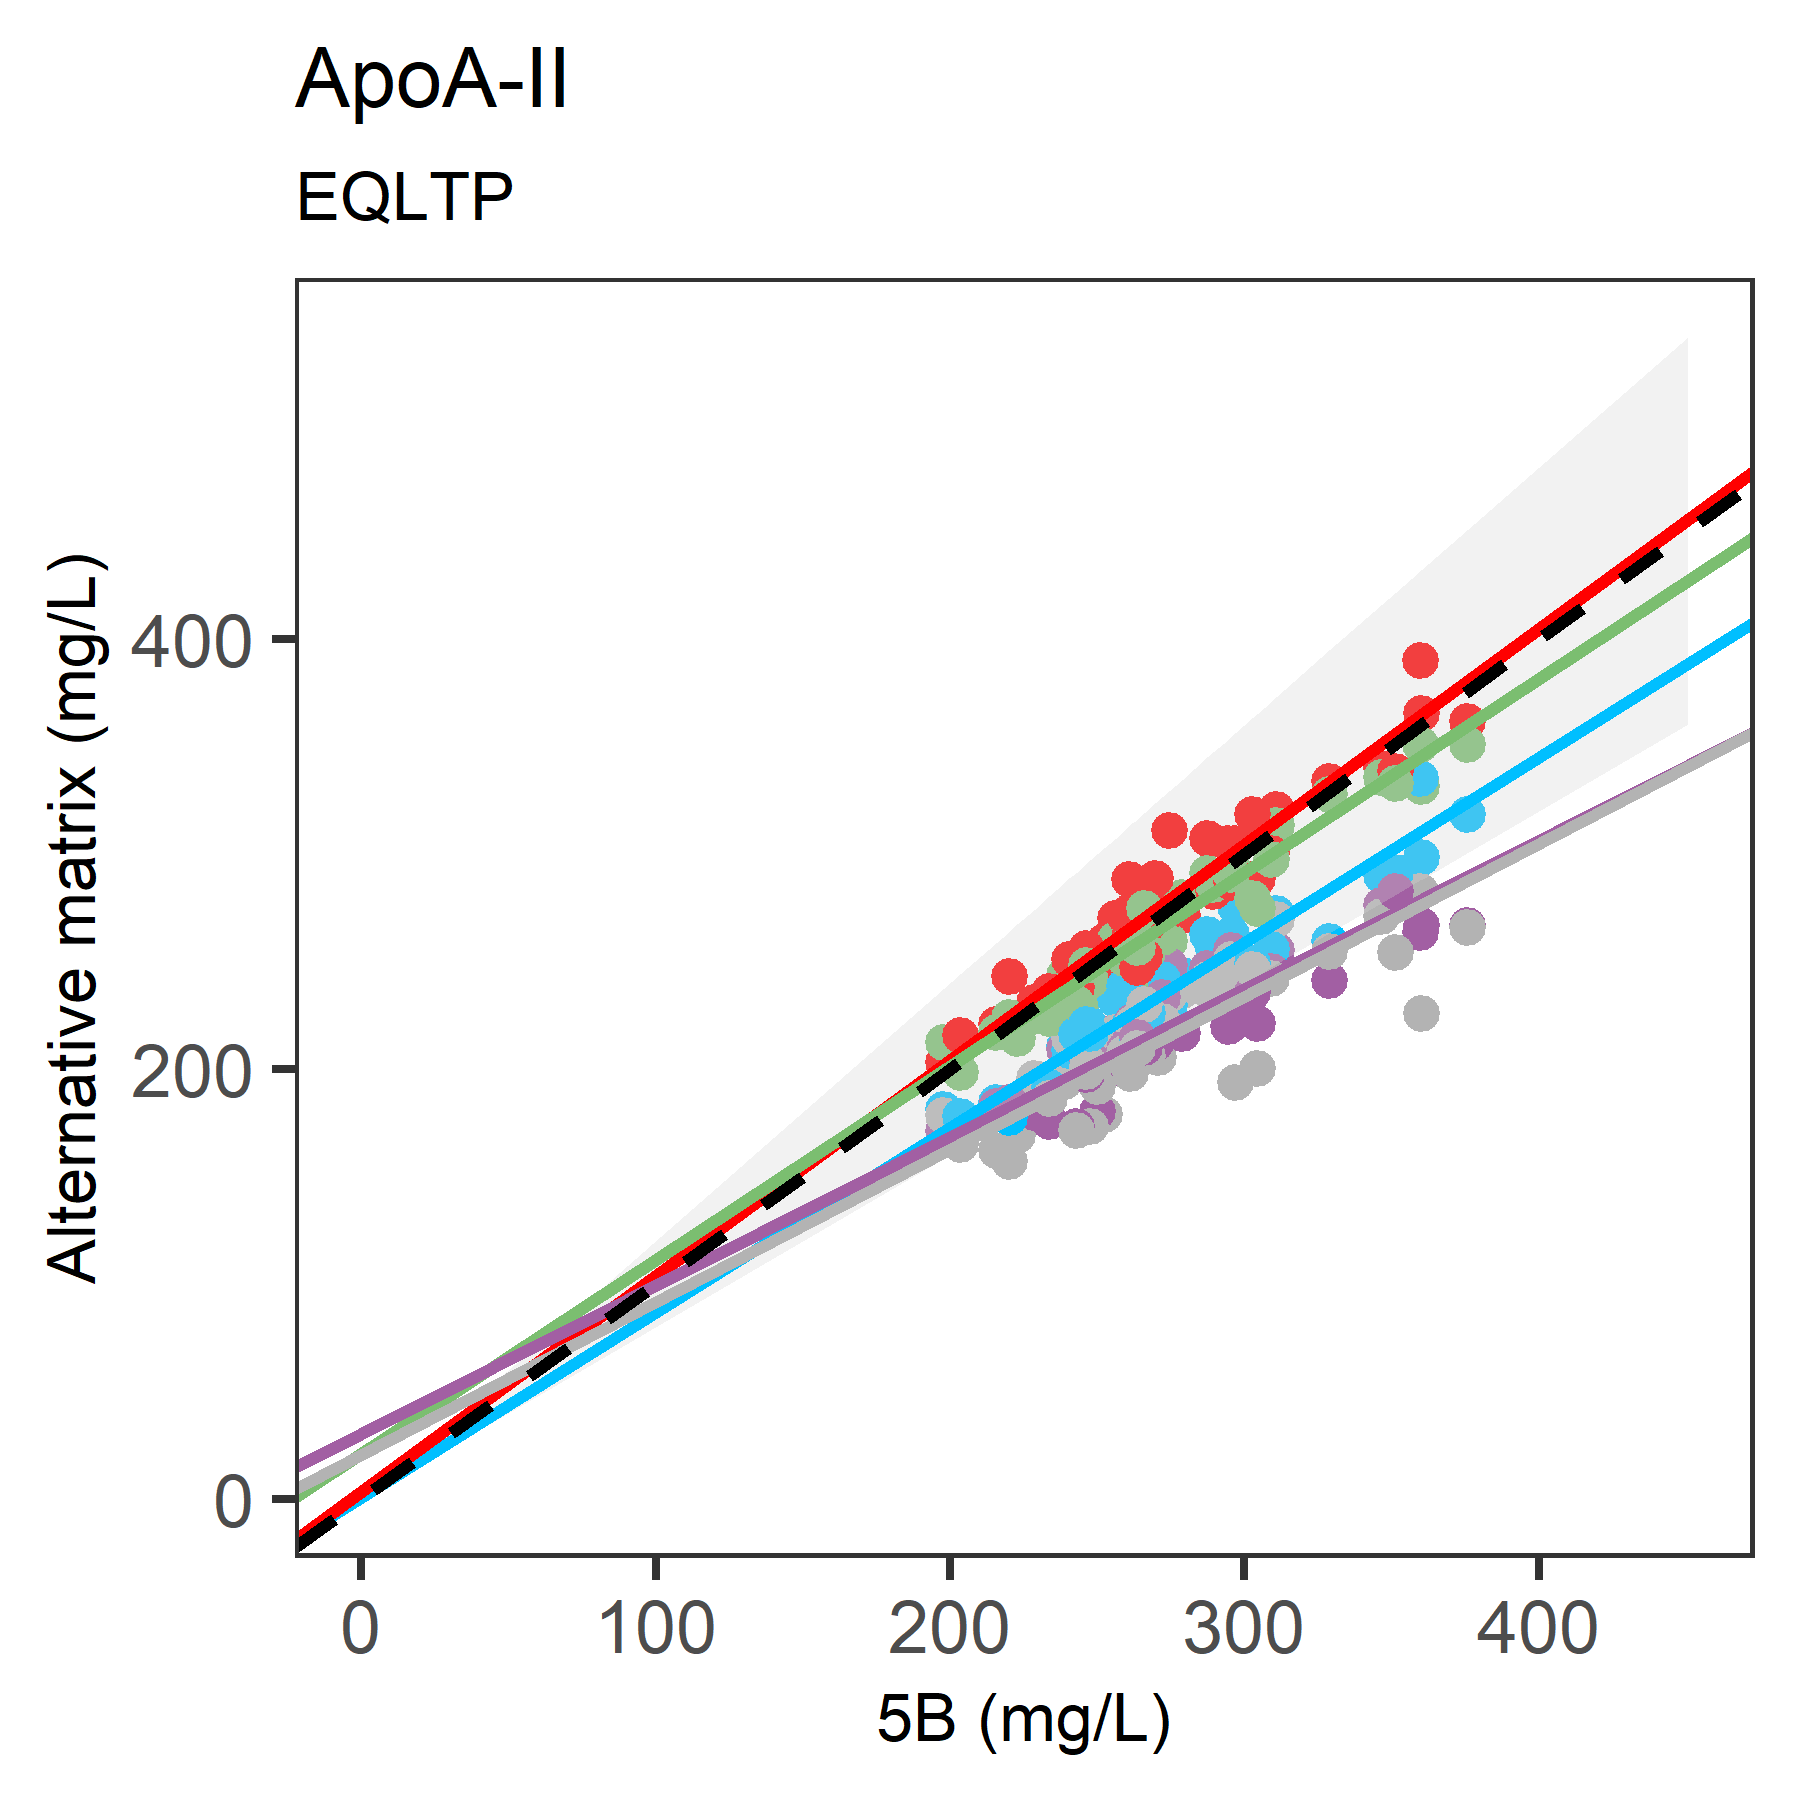 ApoA-II
EQLTP
Alternative matrix (mg/L)
400
200
0
0 100 200 300 400
5B (mg/L)